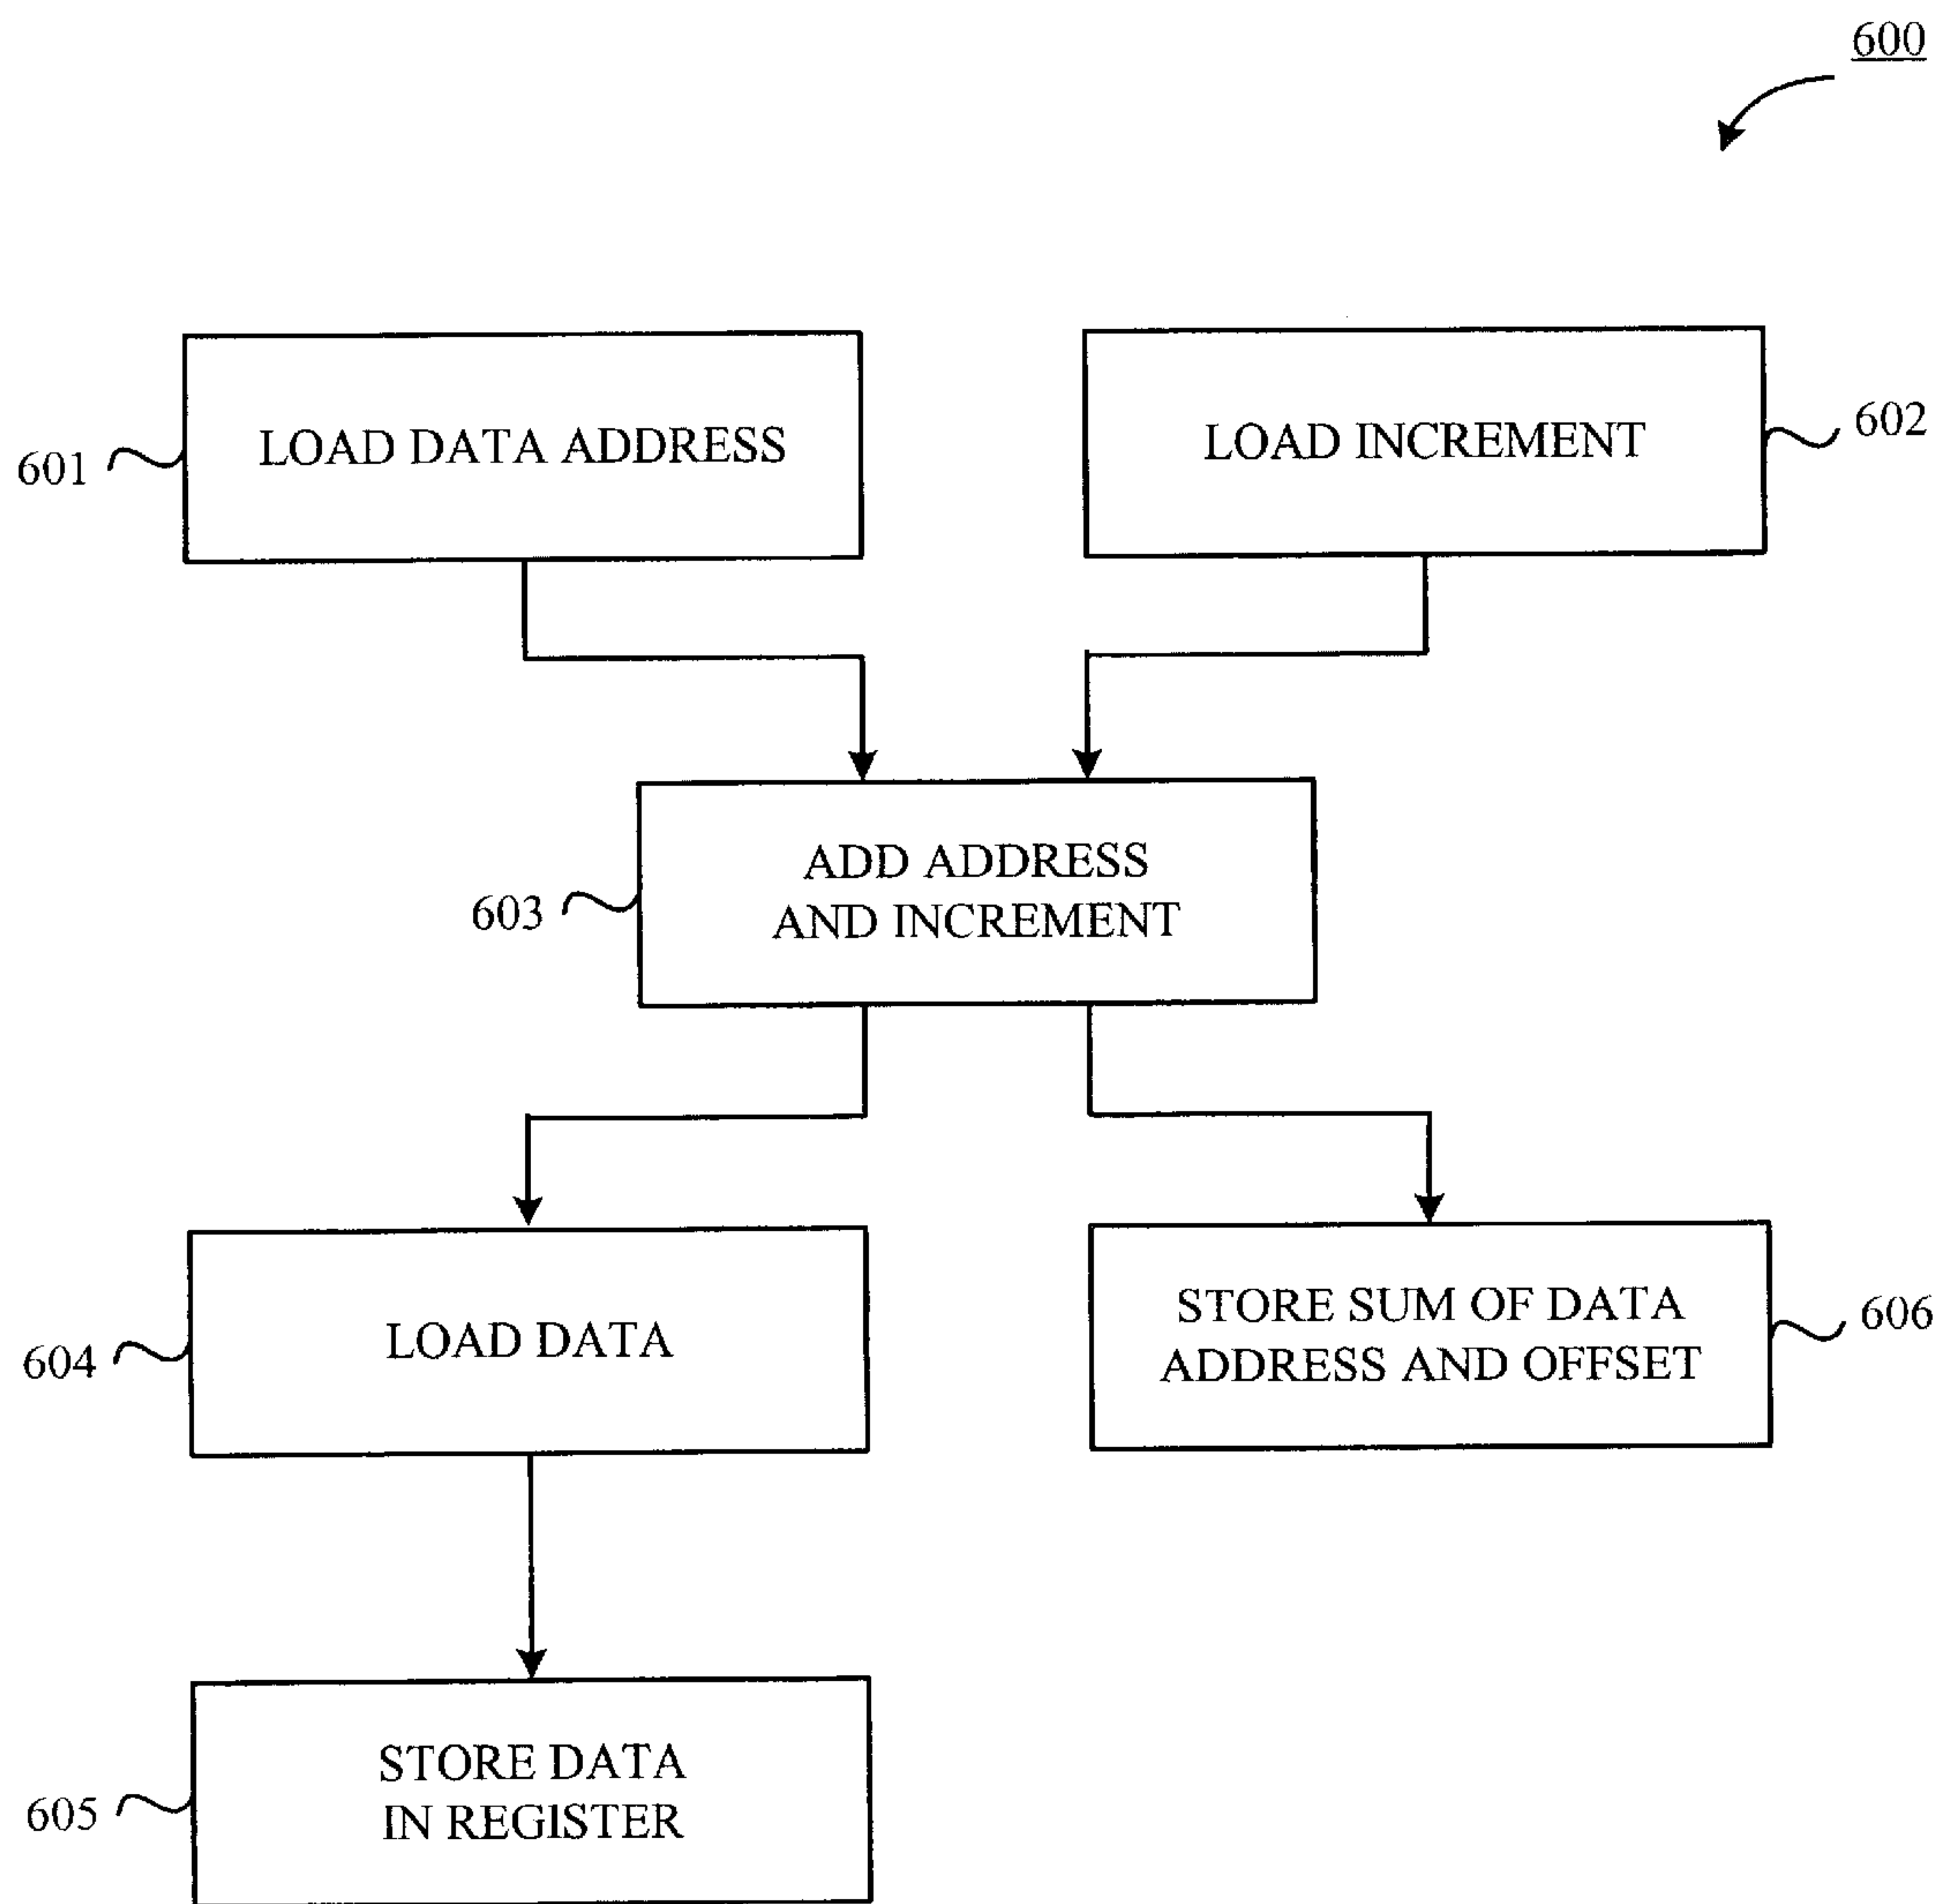 600
LOAD DATA ADDRESS
601
LOAD INCREMENT
602
ADD ADDRESS
AND INCREMENT
603
LOAD DATA
604
STORE SUM OF DATA
ADDRESS AND OFFSET
606
STORE DATA
IN REGISTER
605